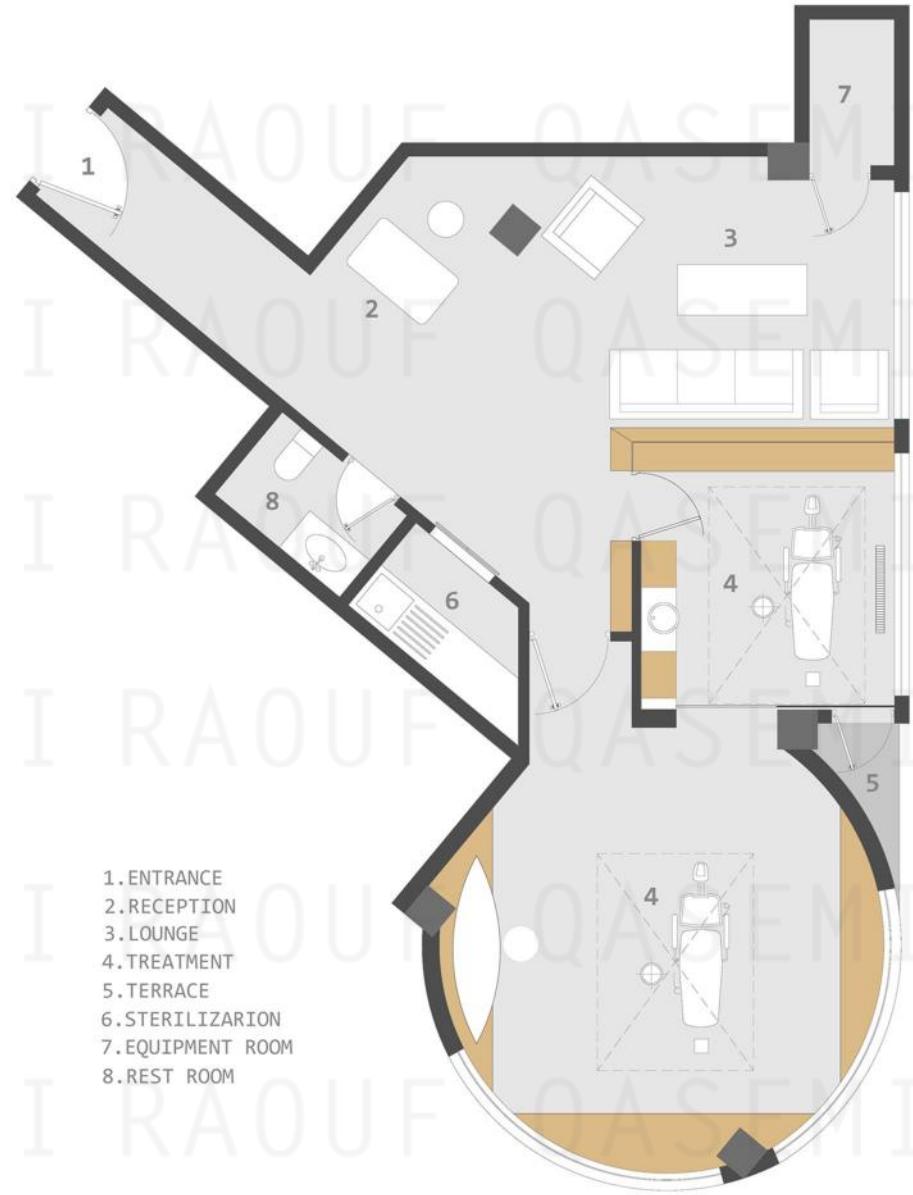 I RAOUF QASEMI
I RAOUF QASEMI
I RAOUF QASEMI
I RAOUF QASEMI
I RAOUF QASEMI
I RAOUF QASEMI
7
1
3
2
8
6
4
5
4
1.ENTRANCE
2.RECEPTION
3.LOUNGE
4.TREATMENT
5.TERRACE
6.STERILIZARION
7.EQUIPMENT ROOM
8.REST ROOM